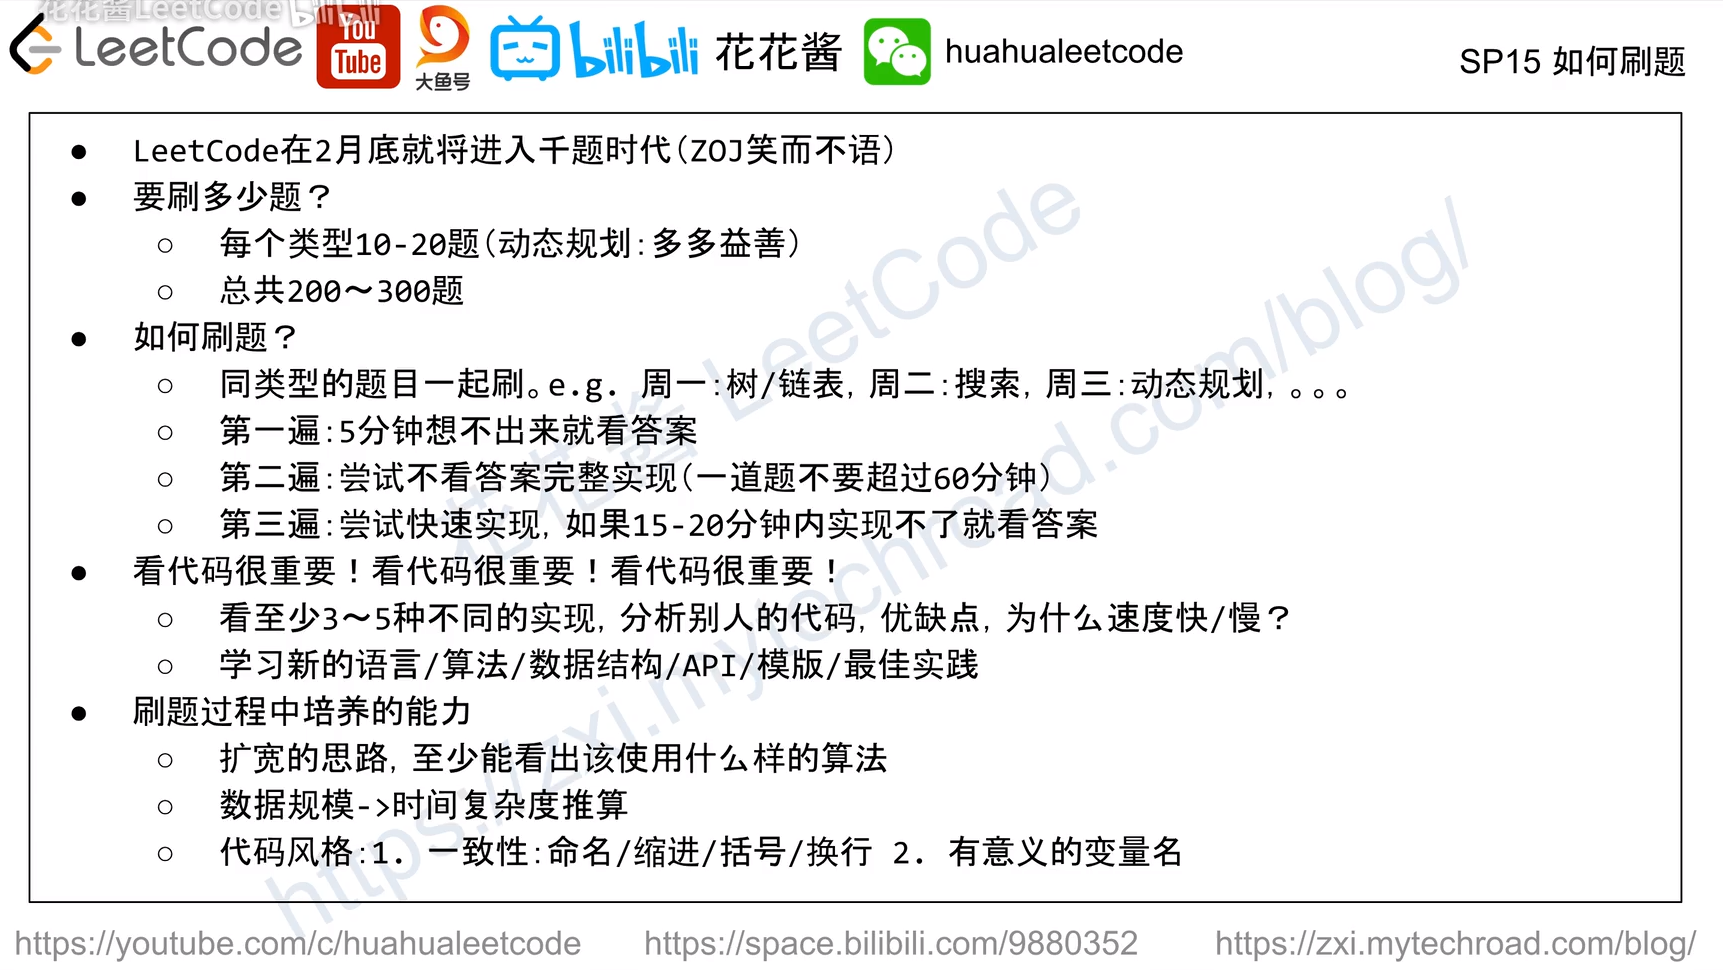 花花酱LeetCode bilibili
LeetCode You Tube 大鱼号 bilibili 花花酱 huahualeetcode SP15 如何刷题
● LeetCode在2月底就将进入千题时代(ZOJ笑而不语)
● 要刷多少题？
○ 每个类型10-20题(动态规划:多多益善)
○ 总共200～300题
● 如何刷题？
○ 同类型的题目一起刷。e.g. 周一:树/链表, 周二:搜索, 周三:动态规划, 。。。
○ 第一遍:5分钟想不出来就看答案
○ 第二遍:尝试不看答案完整实现(一道题不要超过60分钟)
○ 第三遍:尝试快速实现, 如果15-20分钟内实现不了就看答案
● 看代码很重要！看代码很重要！看代码很重要！
○ 看至少3～5种不同的实现, 分析别人的代码, 优缺点, 为什么速度快/慢？
○ 学习新的语言/算法/数据结构/API/模版/最佳实践
● 刷题过程中培养的能力
○ 扩宽的思路, 至少能看出该使用什么样的算法
○ 数据规模->时间复杂度推算
○ 代码风格:1. 一致性:命名/缩进/括号/换行 2. 有意义的变量名
花花酱 LeetCode
https://zxi.mytechroad.com/blog/
https://youtube.com/c/huahualeetcode https://space.bilibili.com/9880352 https://zxi.mytechroad.com/blog/